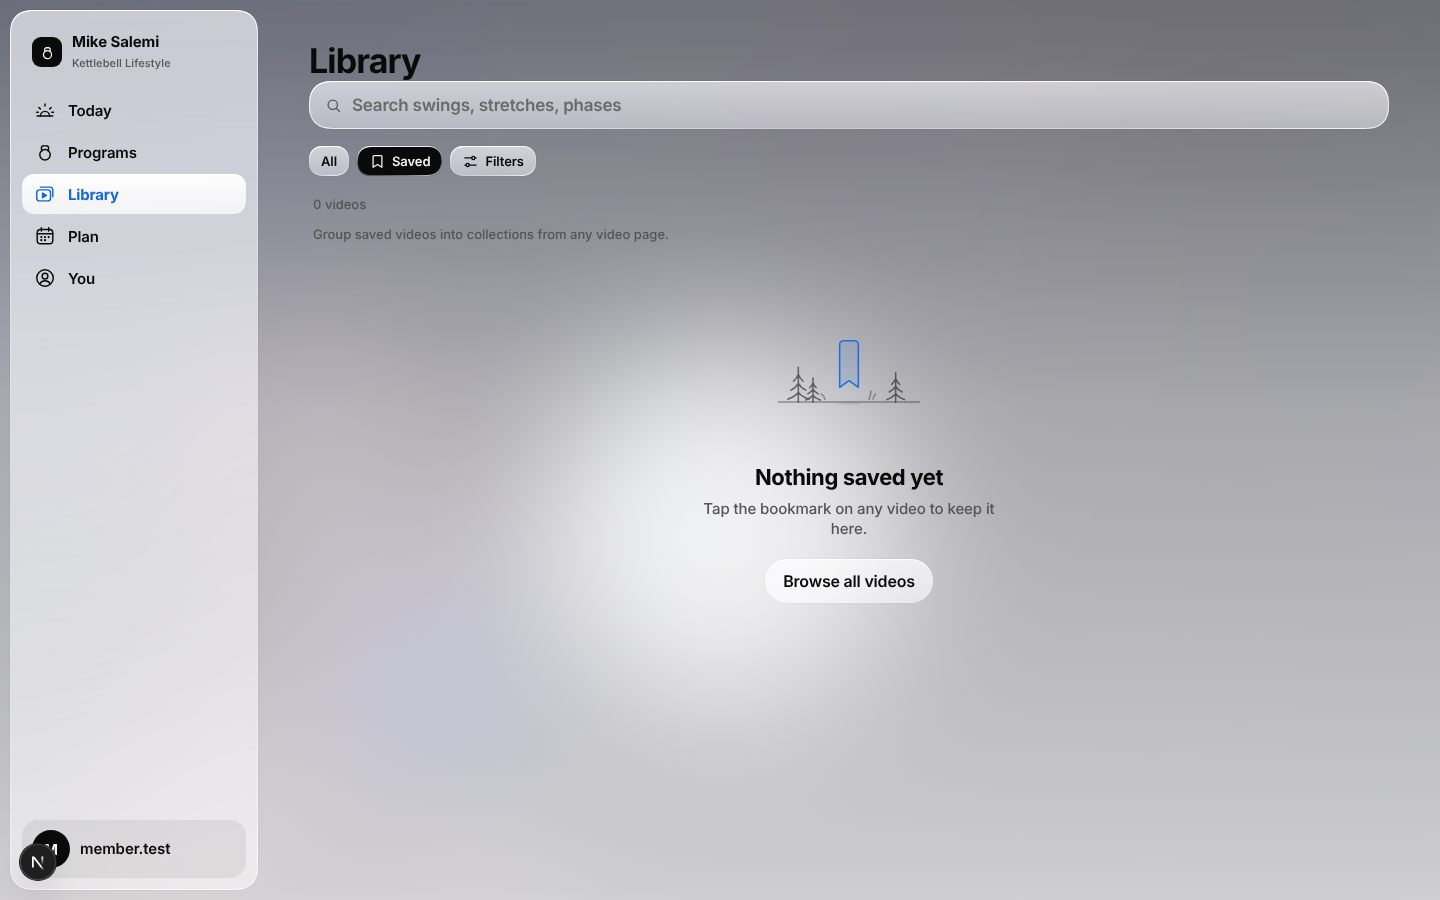 Mike Salemi
Kettlebell Lifestyle
Today
Programs
Library
Plan
You
M
member.test
N
Library
Search swings, stretches, phases
All
Saved
Filters
0 videos
Group saved videos into collections from any video page.
Nothing saved yet
Tap the bookmark on any video to keep it
here.
Browse all videos